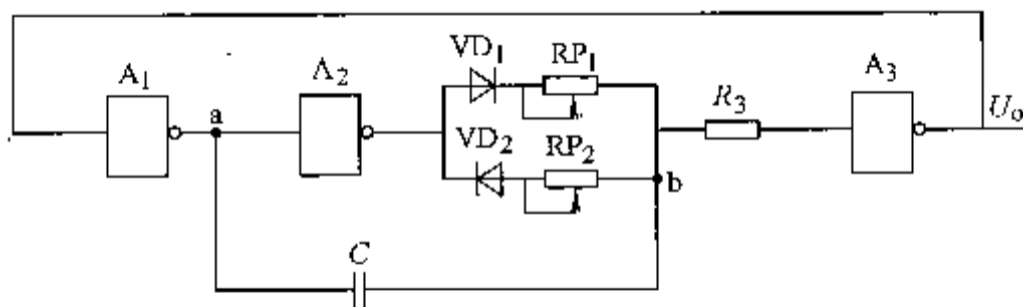 VD1 RP1
A1 A2 A3
R3
a Uo
VD2 RP2
b
C